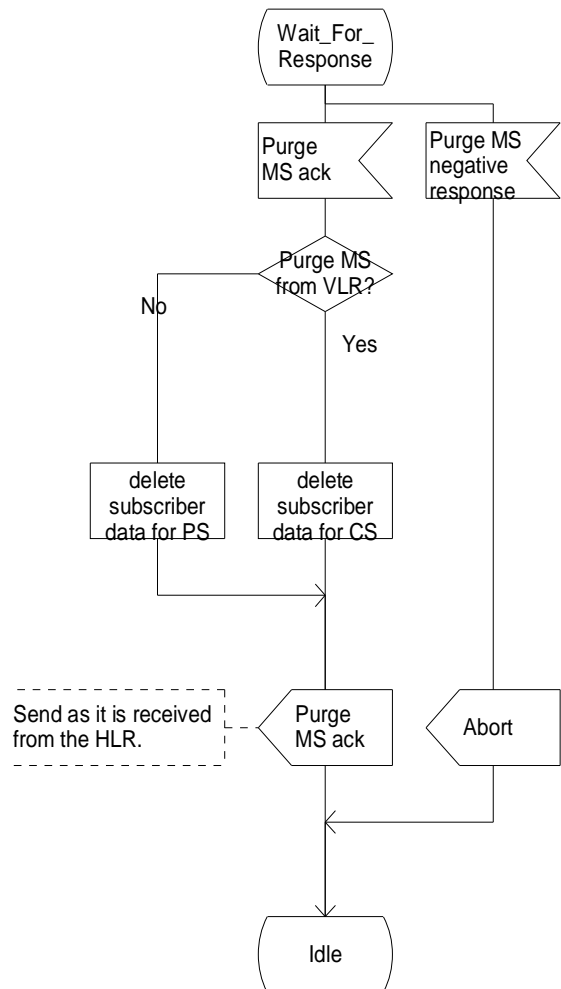 Wait_For_
Response
Purge
MS ack
Purge MS
negative
response
Purge MS
from VLR?
No
Yes
delete
subscriber
data for PS
delete
subscriber
data for CS
Send as it is received
from the HLR.
Purge
MS ack
Abort
Idle